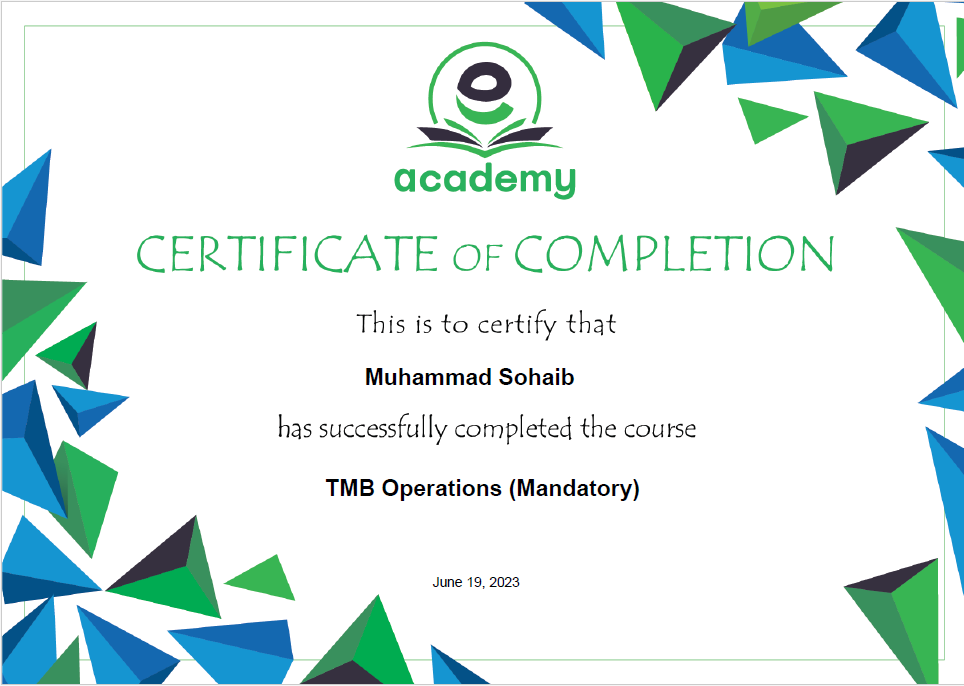 e
academy
CERTIFICATE OF COMPLETION
This is to certify that
Muhammad Sohaib
has successfully completed the course
TMB Operations (Mandatory)
June 19, 2023